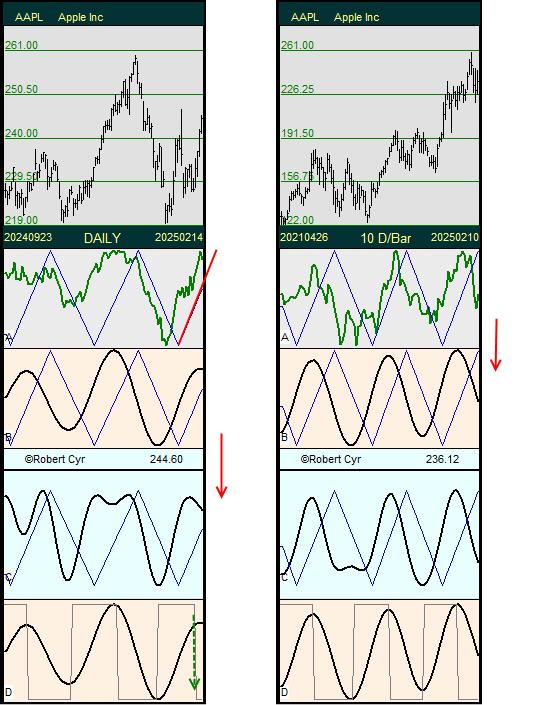 AAPL Apple Inc
261.00
250.50
240.00
229.50
219.00
20240923 DAILY 20250214
A
B
©Robert Cyr 244.60
C
D
AAPL Apple Inc
261.00
226.25
191.50
156.75
122.00
20210426 10 D/Bar 20250210
A
B
©Robert Cyr 236.12
C
D